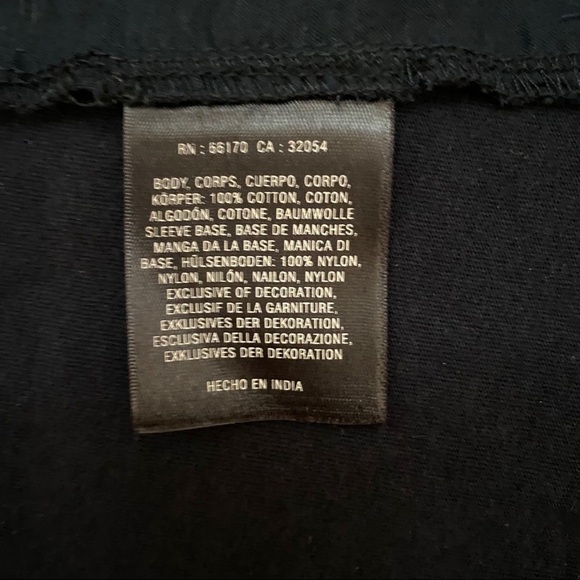 RN : 66170 CA : 32054
BODY, CORPS, CUERPO, CORPO,
KÖRPER: 100% COTTON, COTON,
ALGODÓN, COTONE, BAUMWOLLE
SLEEVE BASE, BASE DE MANCHES,
MANGA DA LA BASE, MANICA DI
BASE, HÜLSENBODEN: 100% NYLON,
NYLON, NILÓN, NAILON, NYLON
EXCLUSIVE OF DECORATION,
EXCLUSIF DE LA GARNITURE,
EXKLUSIVES DER DEKORATION,
ESCLUSIVA DELLA DECORAZIONE,
EXKLUSIVES DER DEKORATION
HECHO EN INDIA